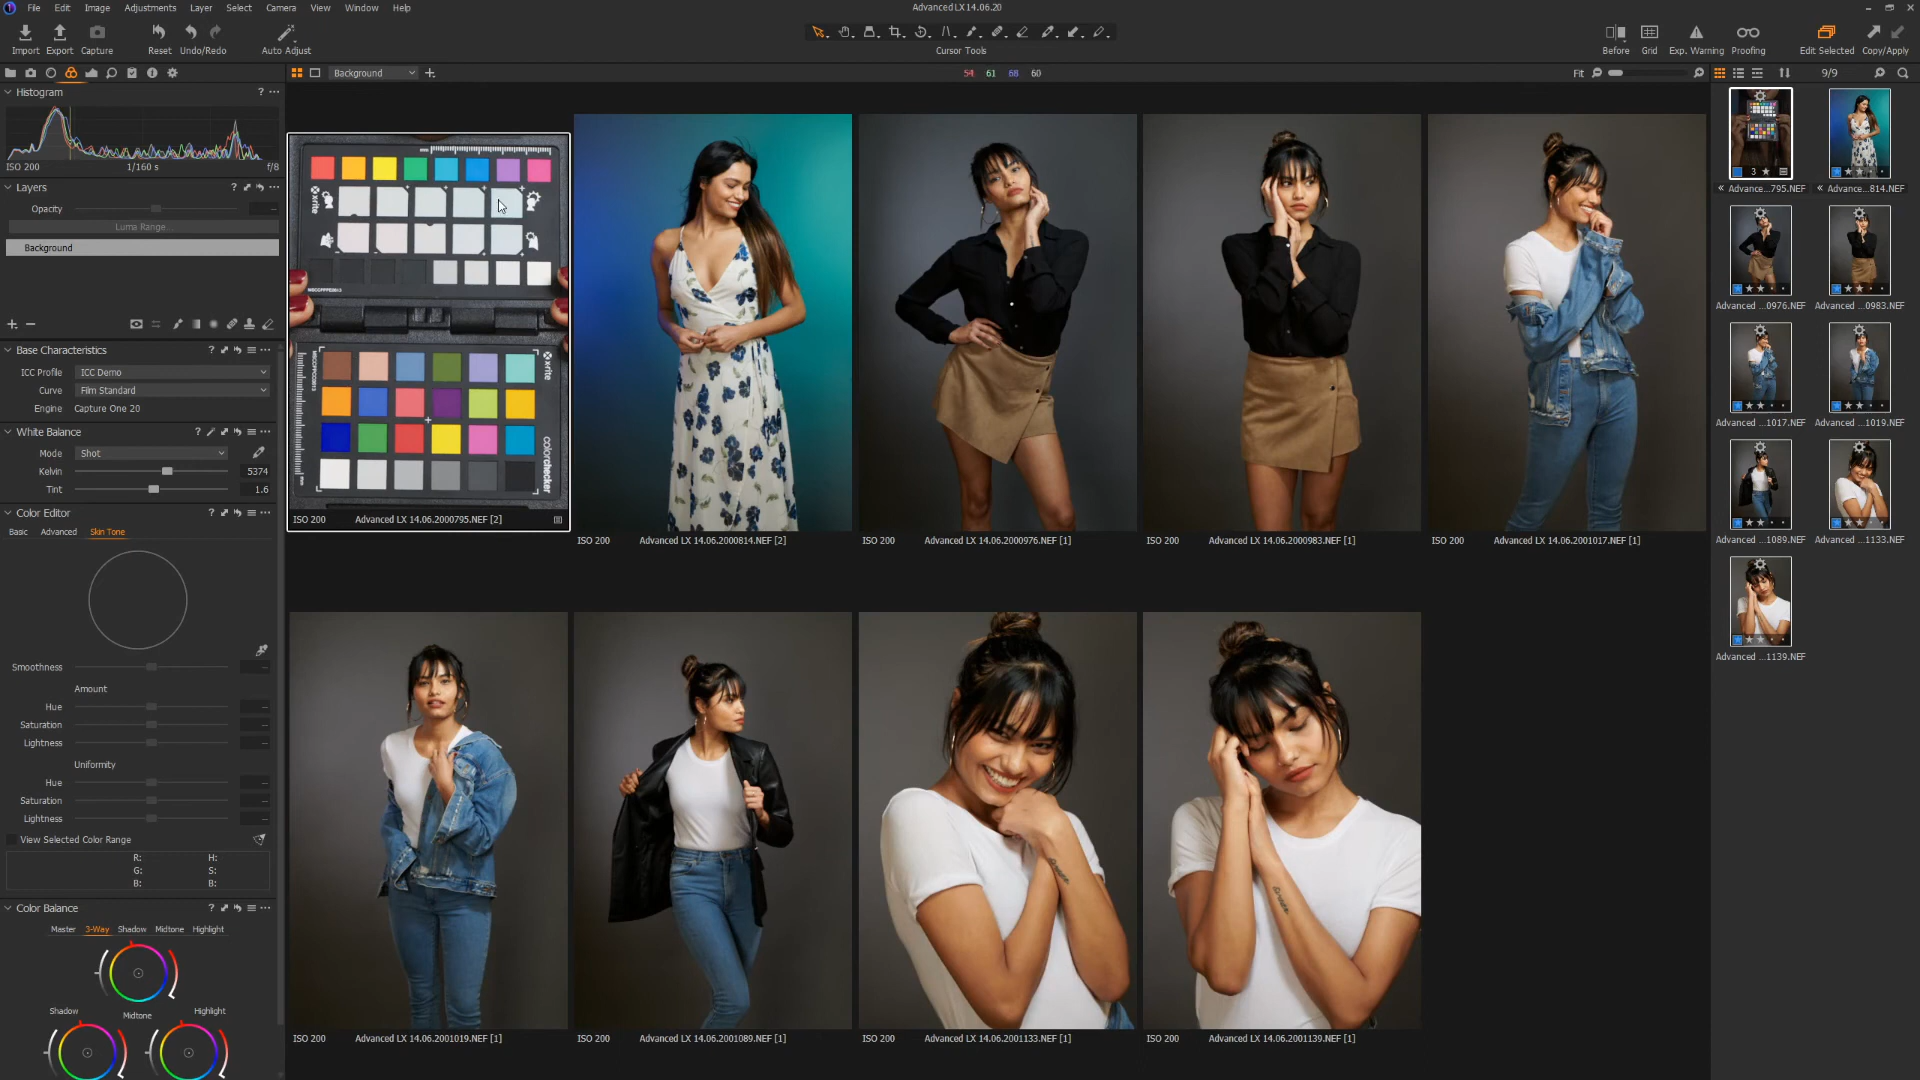 File Edit Image Adjustments Layer Select Camera View Window Help
Advanced LX 14.06.20
Import Export Capture Reset Undo/Redo Auto Adjust
Cursor Tools
Before Grid Exp. Warning Proofing Edit Selected Copy/Apply
Background
54 61 68 60
Fit
9/9
Histogram
ISO 200 1/160 s f/8
Layers
Opacity
Luma Range...
Background
Base Characteristics
ICC Profile ICC Demo
Curve Film Standard
Engine Capture One 20
White Balance
Mode Shot
Kelvin 5374
Tint 1.6
Color Editor
Basic Advanced Skin Tone
Smoothness
Amount
Hue
Saturation
Lightness
Uniformity
Hue
Saturation
Lightness
View Selected Color Range
R: H:
G: S:
B: B:
Color Balance
Master 3-Way Shadow Midtone Highlight
Shadow Midtone Highlight
x-rite
x-rite
colorchecker
ISO 200 Advanced LX 14.06.2000795.NEF [2]
ISO 200 Advanced LX 14.06.2000814.NEF [2]
ISO 200 Advanced LX 14.06.2000976.NEF [1]
ISO 200 Advanced LX 14.06.2000983.NEF [1]
ISO 200 Advanced LX 14.06.2001017.NEF [1]
ISO 200 Advanced LX 14.06.2001019.NEF [1]
ISO 200 Advanced LX 14.06.2001089.NEF [1]
ISO 200 Advanced LX 14.06.2001133.NEF [1]
ISO 200 Advanced LX 14.06.2001139.NEF [1]
3
Advance...795.NEF Advance...814.NEF
Advanced ...0976.NEF Advanced ...0983.NEF
Advanced ...1017.NEF Advanced ...1019.NEF
Advanced ...1089.NEF Advanced ...1133.NEF
Advanced ...1139.NEF